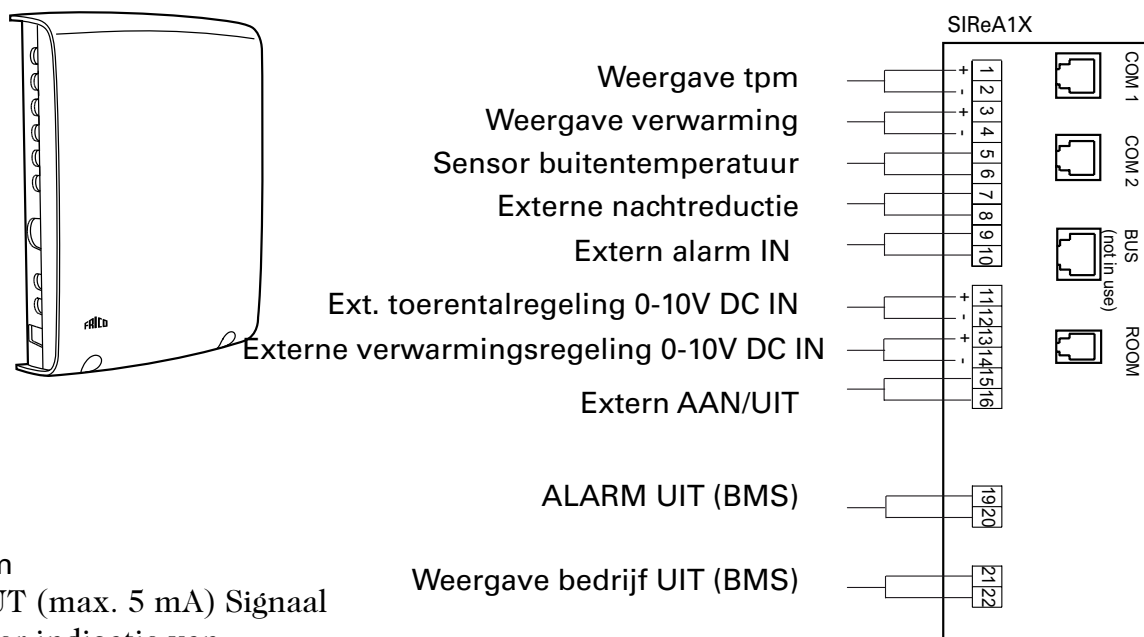 SIReA1X
Weergave tpm
+ 1
- 2
Weergave verwarming
+ 3
- 4
Sensor buitentemperatuur
5
6
Externe nachtreductie
7
8
Extern alarm IN
9
10
Ext. toerentalregeling 0-10V DC IN
+ 11
- 12
Externe verwarmingsregeling 0-10V DC IN
+ 13
- 14
Extern AAN/UIT
15
16
ALARM UIT (BMS)
19
20
Weergave bedrijf UIT (BMS)
21
22
COM 1
COM 2
BUS
(not in use)
ROOM
FRICO
(max. 5 mA) Signaal
indicatie van